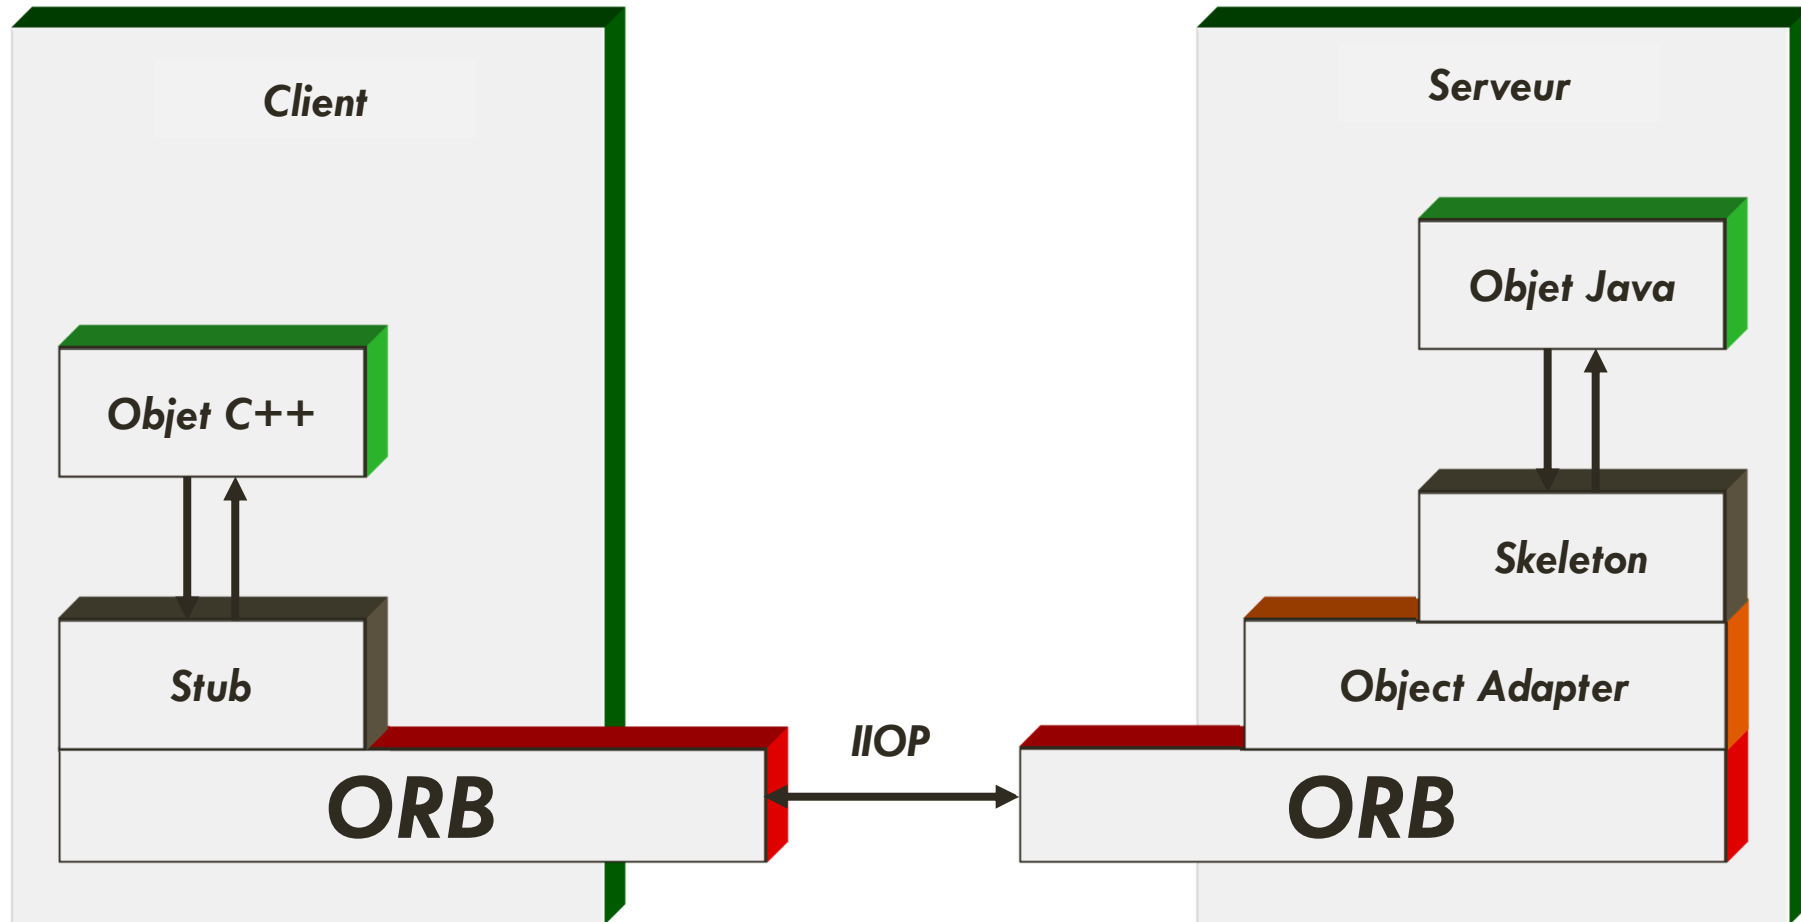 Client
Serveur
Objet Java
Objet C++
Skeleton
Stub
Object Adapter
IIOP
ORB
ORB